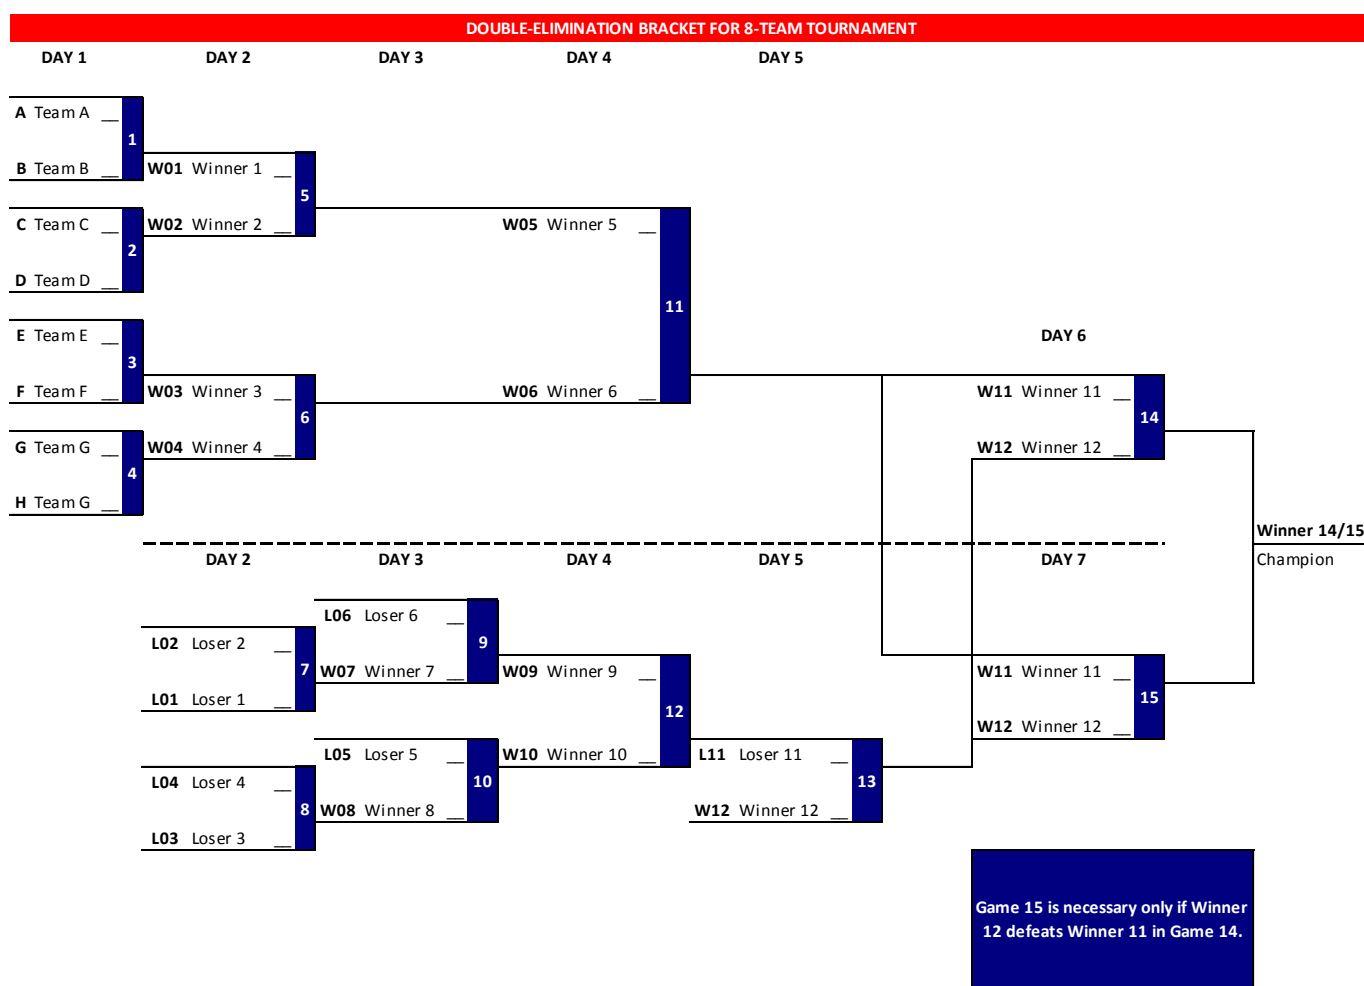 DOUBLE-ELIMINATION BRACKET FOR 8-TEAM TOURNAMENT
DAY 1 DAY 2 DAY 3 DAY 4 DAY 5
A Team A __
1
B Team B __ W01 Winner 1 __
5
C Team C __ W02 Winner 2 __ W05 Winner 5 __
2
D Team D __
11
E Team E __ DAY 6
3
F Team F __ W03 Winner 3 __ W06 Winner 6 __ W11 Winner 11 __
6 14
G Team G __ W04 Winner 4 __ W12 Winner 12 __
4
H Team G __
Winner 14/15
DAY 2 DAY 3 DAY 4 DAY 5 DAY 7 Champion
L06 Loser 6 __
L02 Loser 2 __ 9
7 W07 Winner 7 __ W09 Winner 9 __ W11 Winner 11 __
L01 Loser 1 __ 12 15
L05 Loser 5 __ W10 Winner 10 __ L11 Loser 11 __ W12 Winner 12 __
L04 Loser 4 __ 10 13
8 W08 Winner 8 __ W12 Winner 12 __
L03 Loser 3 __
Game 15 is necessary only if Winner
12 defeats Winner 11 in Game 14.